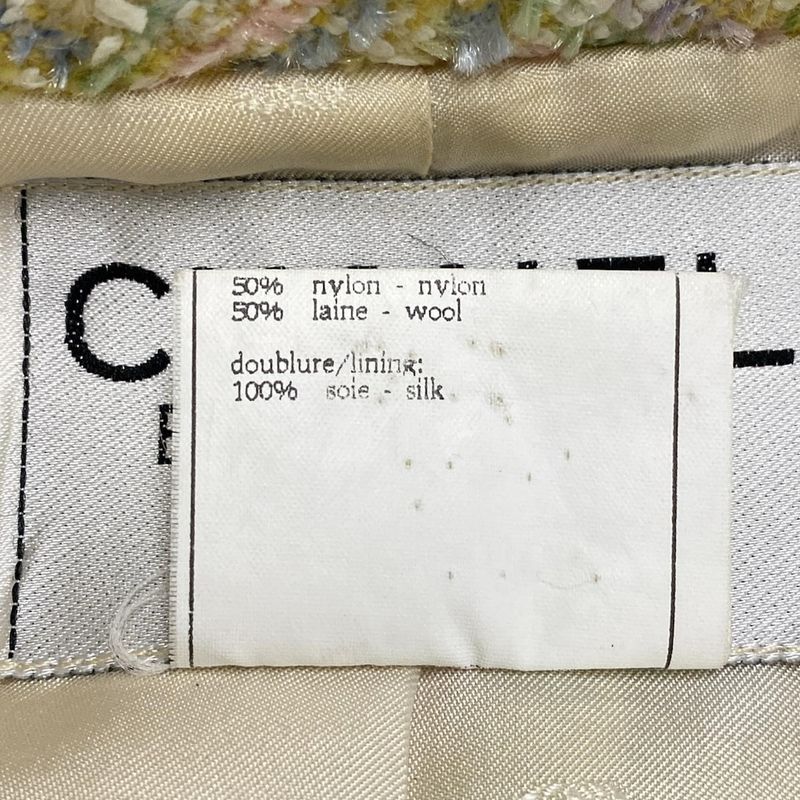 50% nylon - nylon
50% laine - wool
doublure/lining:
100% soie - silk